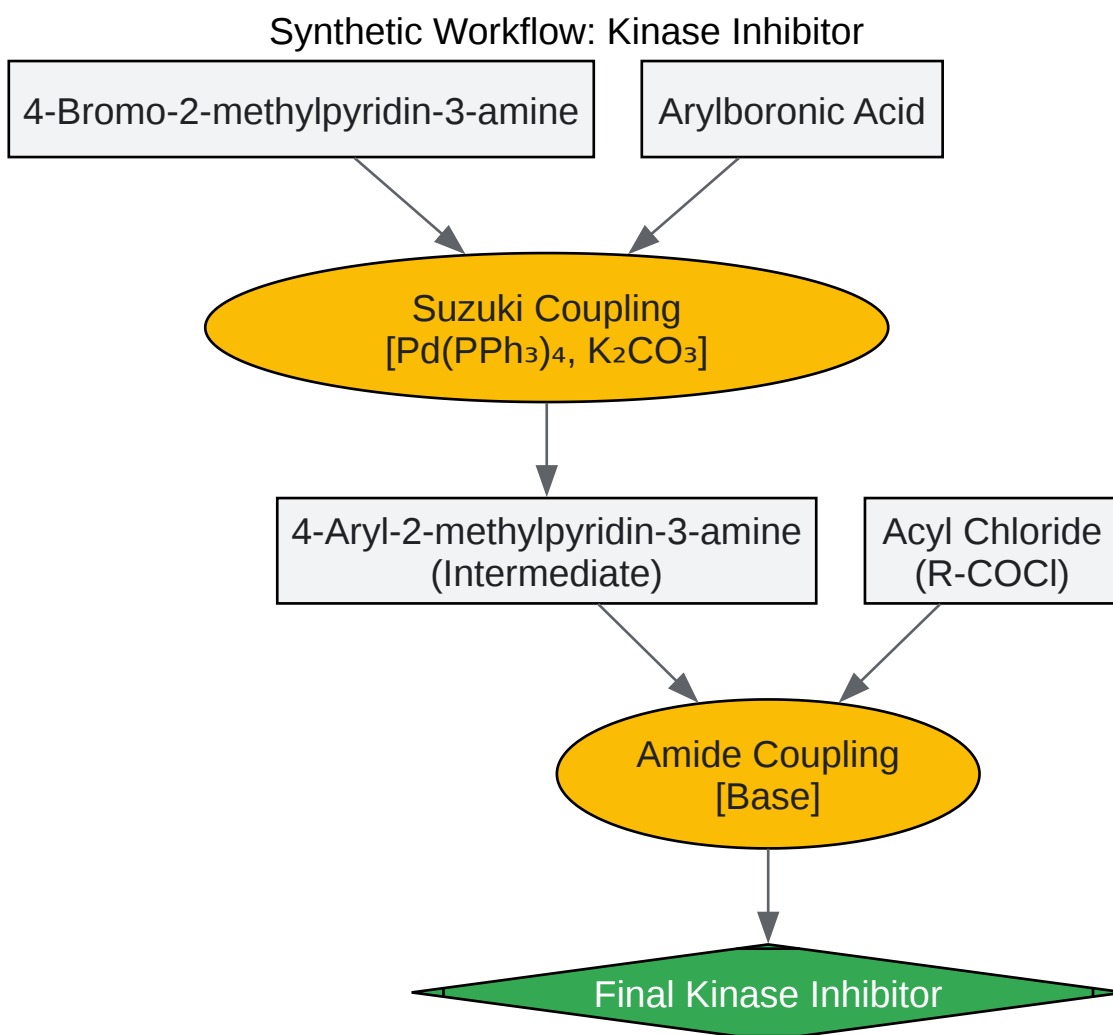 Synthetic Workflow: Kinase Inhibitor
4-Bromo-2-methylpyridin-3-amine
Arylboronic Acid
Suzuki Coupling
[Pd(PPh₃)₄, K₂CO₃]
4-Aryl-2-methylpyridin-3-amine
(Intermediate)
Acyl Chloride
(R-COCl)
Amide Coupling
[Base]
Final Kinase Inhibitor